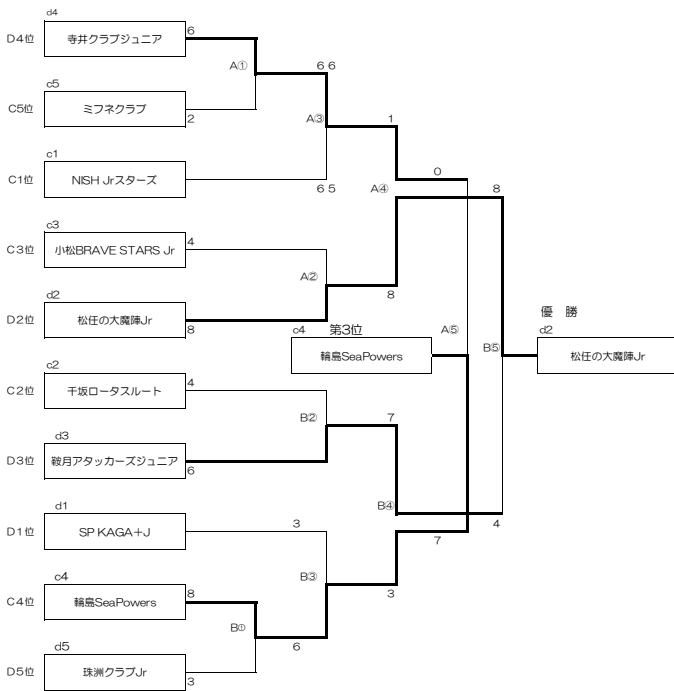 d4
D4位 寺井クラブジュニア 6
A① 6 6
c5
C5位 ミフネクラブ 2
A③ 1
c1
C1位 NISH Jrスターズ 6 5
0
A④ 8
c3
C3位 小松BRAVE STARS Jr 4
A②
d2
D2位 松任の大魔陣Jr 8
8
優 勝
c4 第3位 A⑤ d2
輪島SeaPowers B⑤ 松任の大魔陣Jr
c2
C2位 千坂ロータスルート 4
B② 7
d3
D3位 鞍月アタッカーズジュニア 6
B④
d1
D1位 SP KAGA+J 3
7 4
c4 B③
C4位 輪島SeaPowers 8
3
B①
d5 6
D5位 珠洲クラブJr 3